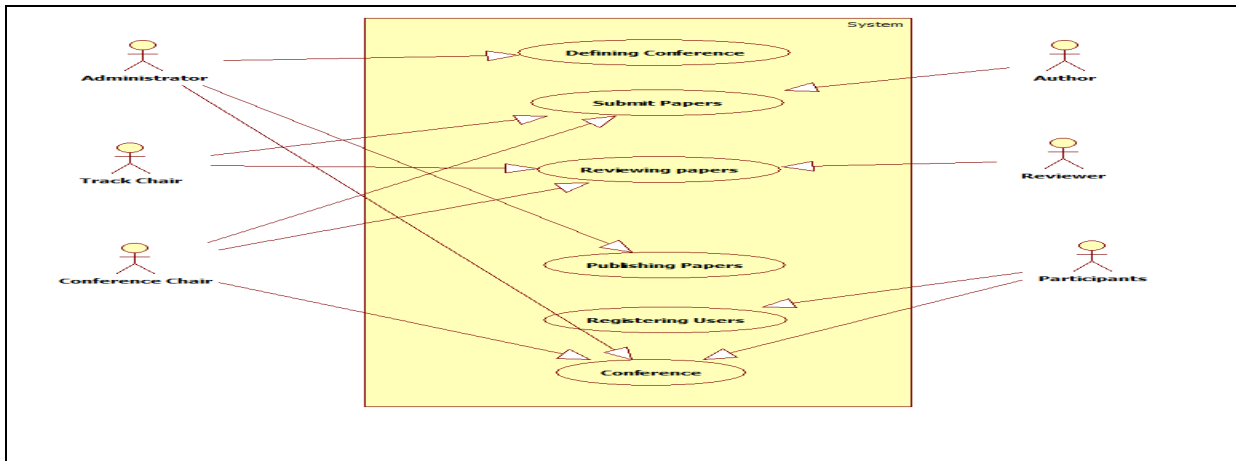 System
Administrator
Defining Conference
Author
Submit Papers
Track Chair
Reviewing papers
Reviewer
Conference Chair
Publishing Papers
Participants
Registering Users
Conference